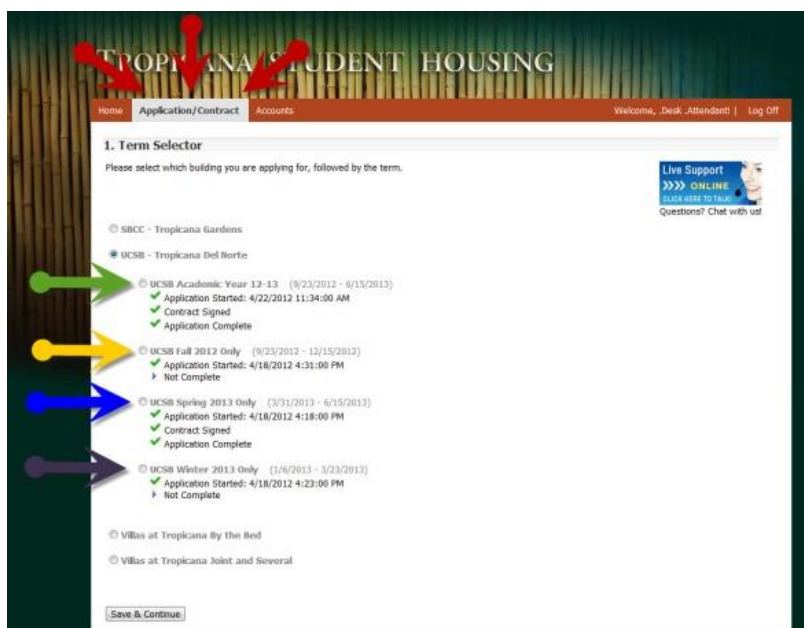 TROPICANA STUDENT HOUSING
Home Application/Contract Accounts Welcome, .Desk .Attendant! | Log Off
1. Term Selector
Please select which building you are applying for, followed by the term.
Live Support
ONLINE
CLICK HERE TO TALK!
Questions? Chat with us!
SBCC - Tropicana Gardens
UCSB - Tropicana Del Norte
UCSB Academic Year 12-13 (9/23/2012 - 6/15/2013)
Application Started: 4/22/2012 11:34:00 AM
Contract Signed
Application Complete
UCSB Fall 2012 Only (9/23/2012 - 12/15/2012)
Application Started: 4/18/2012 4:31:00 PM
Not Complete
UCSB Spring 2013 Only (3/31/2013 - 6/15/2013)
Application Started: 4/18/2012 4:18:00 PM
Contract Signed
Application Complete
UCSB Winter 2013 Only (1/6/2013 - 3/23/2013)
Application Started: 4/18/2012 4:23:00 PM
Not Complete
Villas at Tropicana By the Bed
Villas at Tropicana Joint and Several
Save & Continue